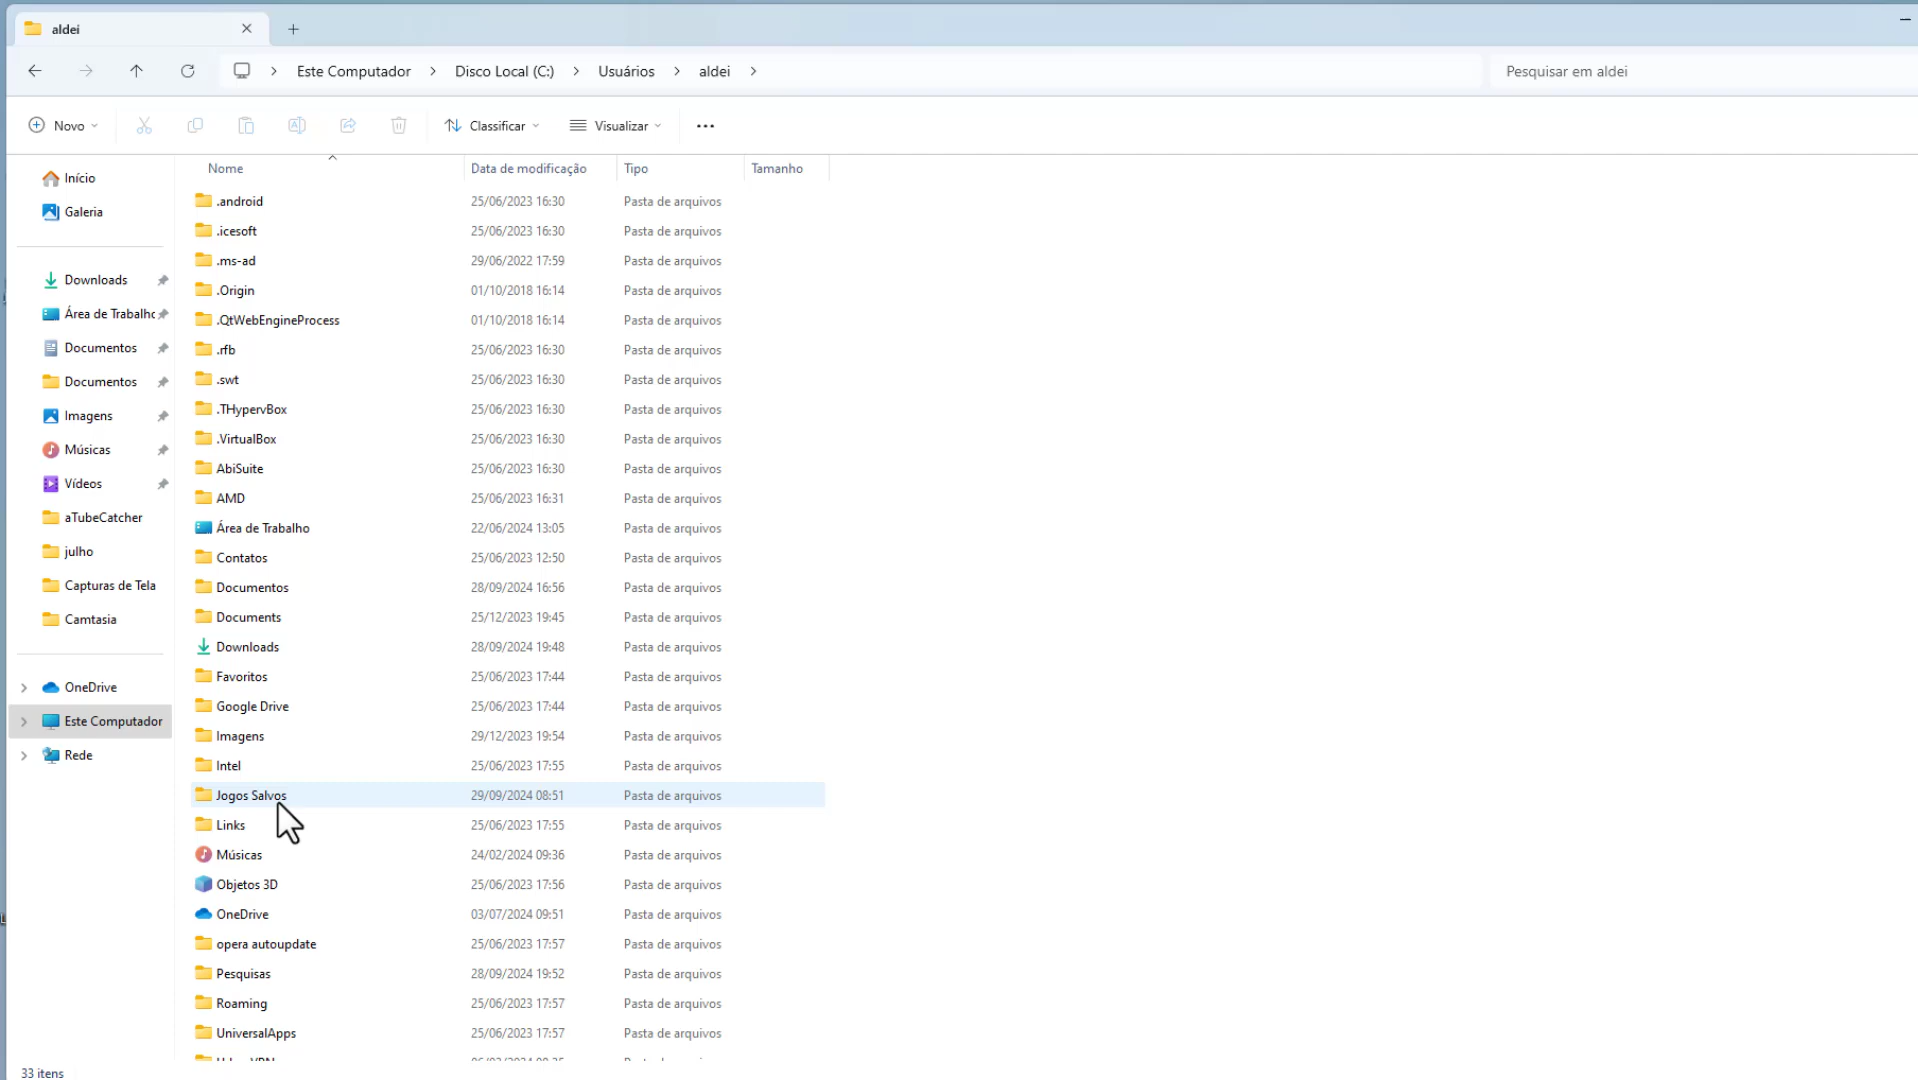 aldei
Este Computador > Disco Local (C:) > Usuários > aldei >
Pesquisar em aldei
Novo
Classificar
Visualizar
Início
Galeria
Downloads
Área de Trabalho
Documentos
Documentos
Imagens
Músicas
Vídeos
aTubeCatcher
julho
Capturas de Tela
Camtasia
OneDrive
Este Computador
Rede
Nome Data de modificação Tipo Tamanho
.android 25/06/2023 16:30 Pasta de arquivos
.icesoft 25/06/2023 16:30 Pasta de arquivos
.ms-ad 29/06/2022 17:59 Pasta de arquivos
.Origin 01/10/2018 16:14 Pasta de arquivos
.QtWebEngineProcess 01/10/2018 16:14 Pasta de arquivos
.rfb 25/06/2023 16:30 Pasta de arquivos
.swt 25/06/2023 16:30 Pasta de arquivos
.THypervBox 25/06/2023 16:30 Pasta de arquivos
.VirtualBox 25/06/2023 16:30 Pasta de arquivos
AbiSuite 25/06/2023 16:30 Pasta de arquivos
AMD 25/06/2023 16:31 Pasta de arquivos
Área de Trabalho 22/06/2024 13:05 Pasta de arquivos
Contatos 25/06/2023 12:50 Pasta de arquivos
Documentos 28/09/2024 16:56 Pasta de arquivos
Documents 25/12/2023 19:45 Pasta de arquivos
Downloads 28/09/2024 19:48 Pasta de arquivos
Favoritos 25/06/2023 17:44 Pasta de arquivos
Google Drive 25/06/2023 17:44 Pasta de arquivos
Imagens 29/12/2023 19:54 Pasta de arquivos
Intel 25/06/2023 17:55 Pasta de arquivos
Jogos Salvos 29/09/2024 08:51 Pasta de arquivos
Links 25/06/2023 17:55 Pasta de arquivos
Músicas 24/02/2024 09:36 Pasta de arquivos
Objetos 3D 25/06/2023 17:56 Pasta de arquivos
OneDrive 03/07/2024 09:51 Pasta de arquivos
opera autoupdate 25/06/2023 17:57 Pasta de arquivos
Pesquisas 28/09/2024 19:52 Pasta de arquivos
Roaming 25/06/2023 17:57 Pasta de arquivos
UniversalApps 25/06/2023 17:57 Pasta de arquivos
33 itens